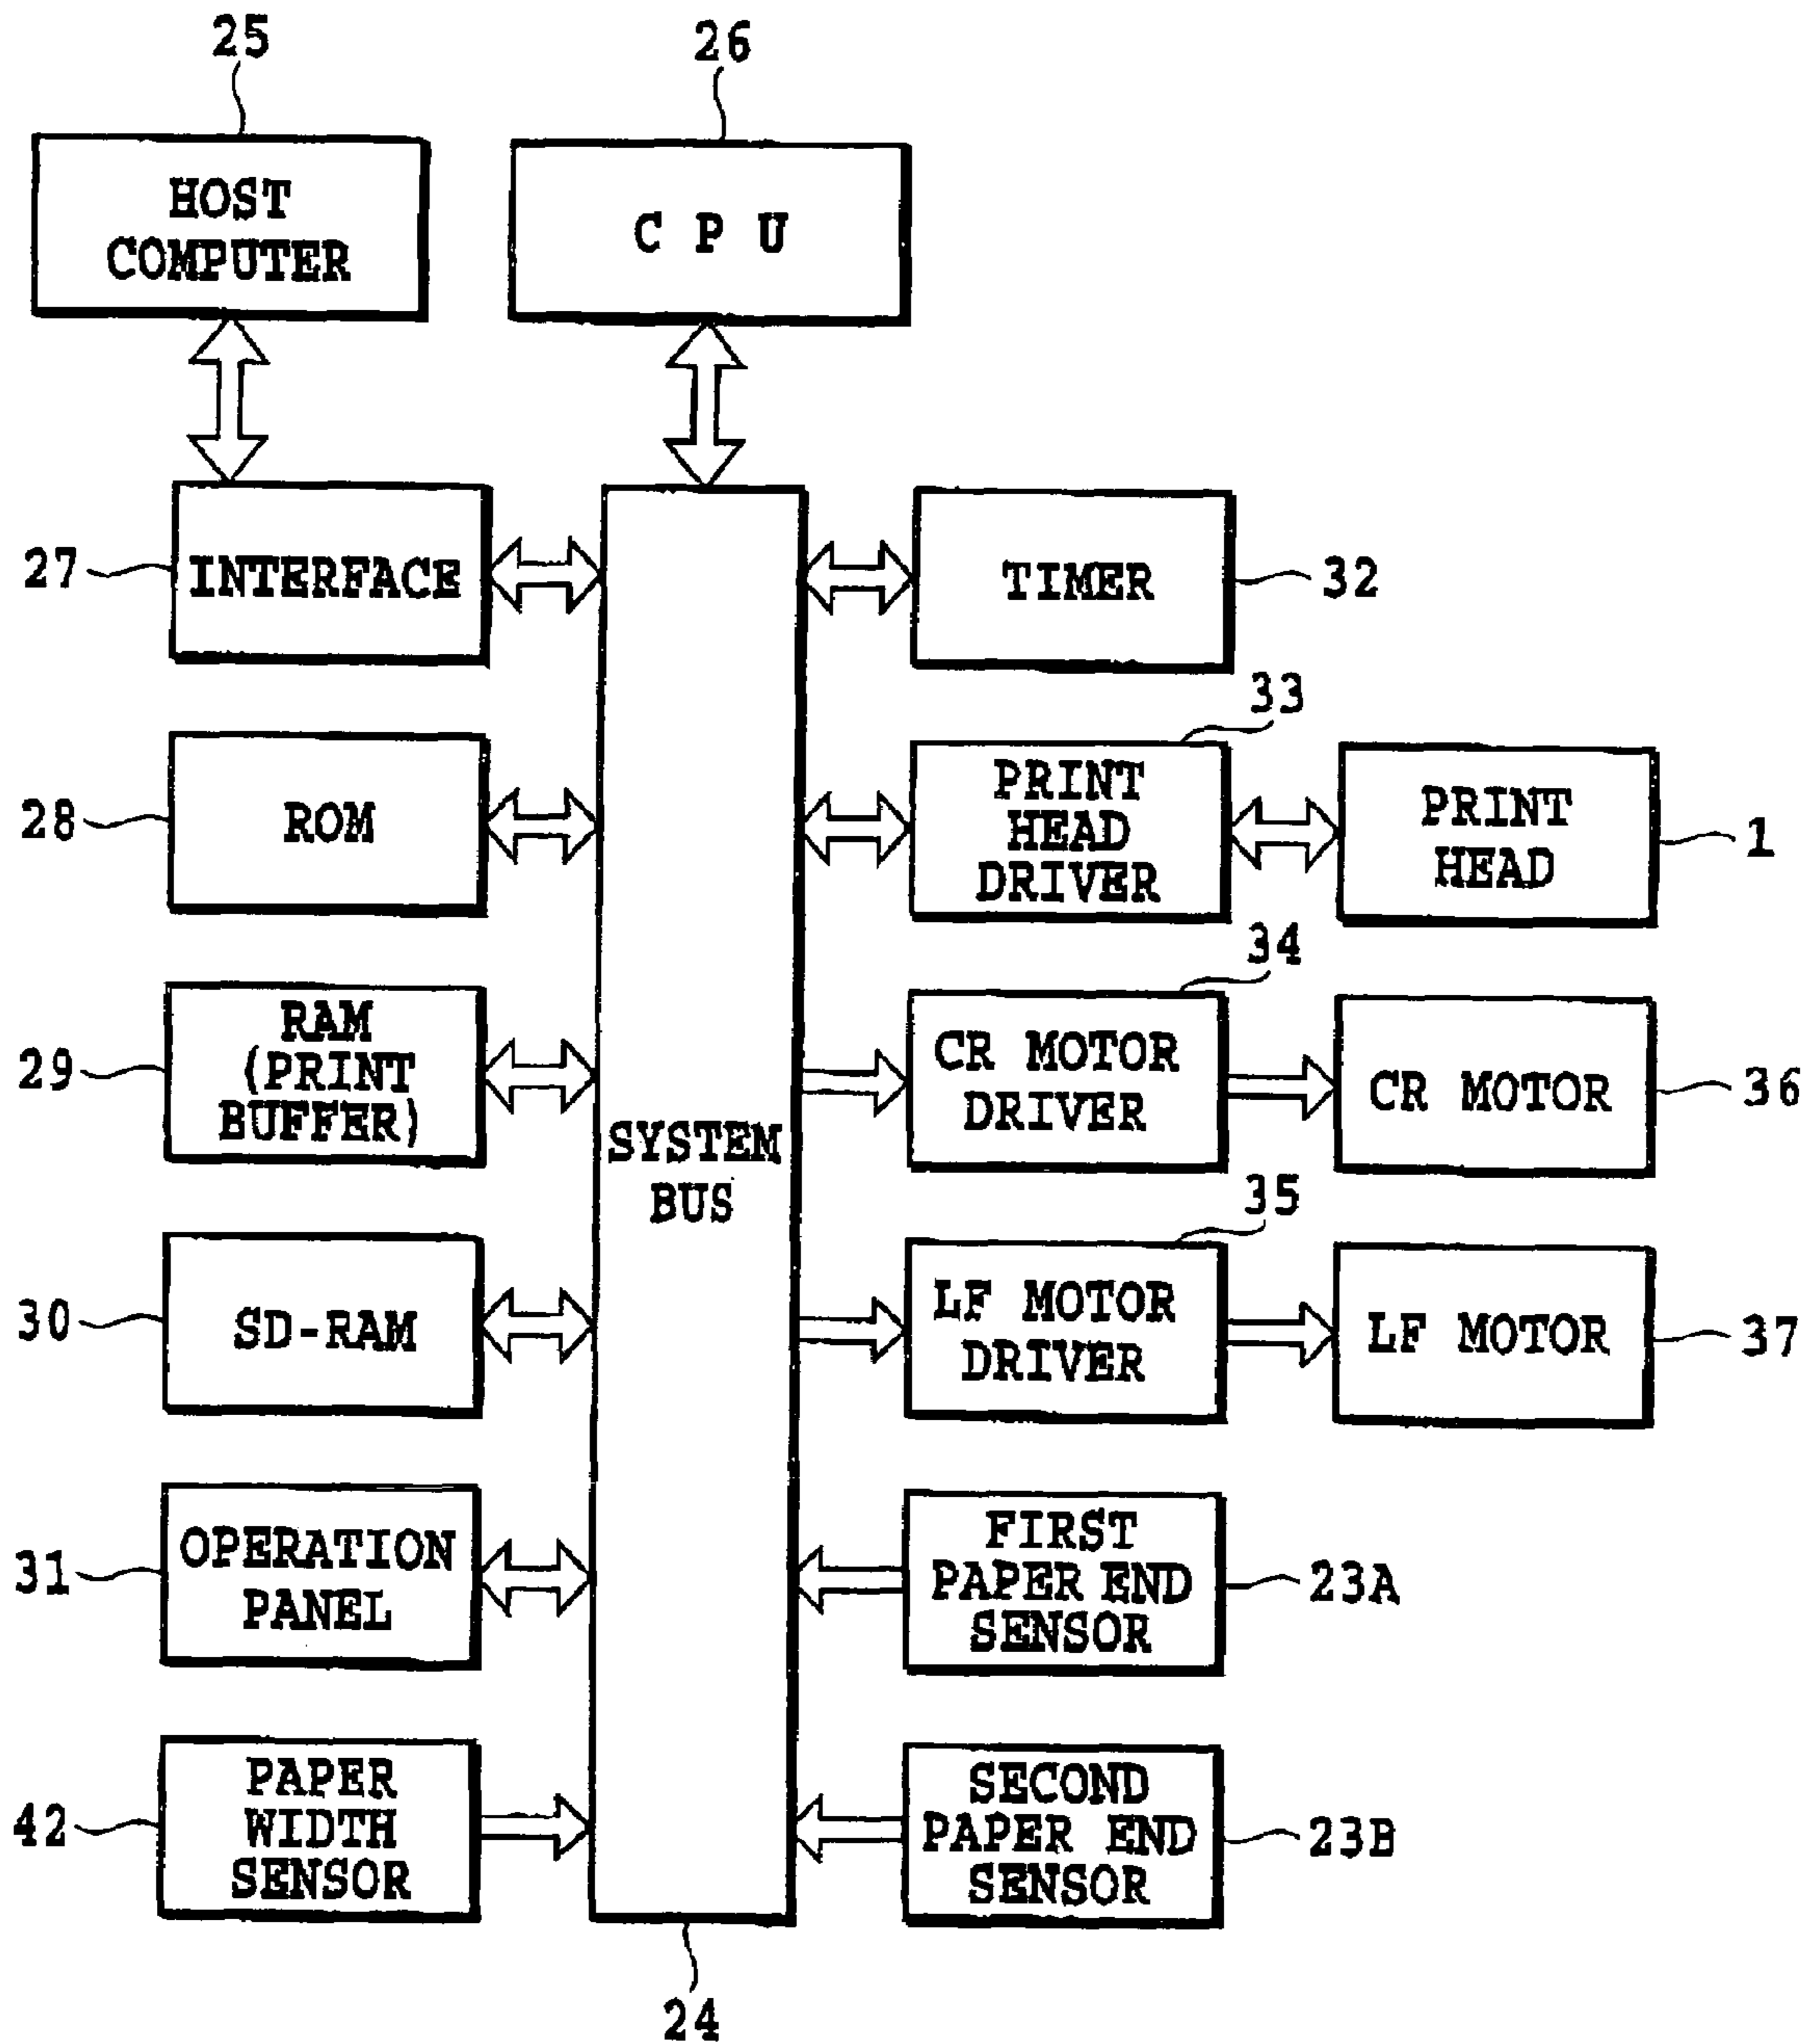 25
26
HOST
COMPUTER
C P U
27
INTERFACE
TIMER
32
33
28
ROM
PRINT
HEAD
DRIVER
PRINT
HEAD
1
34
29
RAM
(PRINT
BUFFER)
SYSTEM
BUS
CR MOTOR
DRIVER
CR MOTOR
36
35
30
SD-RAM
LF MOTOR
DRIVER
LF MOTOR
37
31
OPERATION
PANEL
FIRST
PAPER END
SENSOR
23A
42
PAPER
WIDTH
SENSOR
SECOND
PAPER END
SENSOR
23B
24